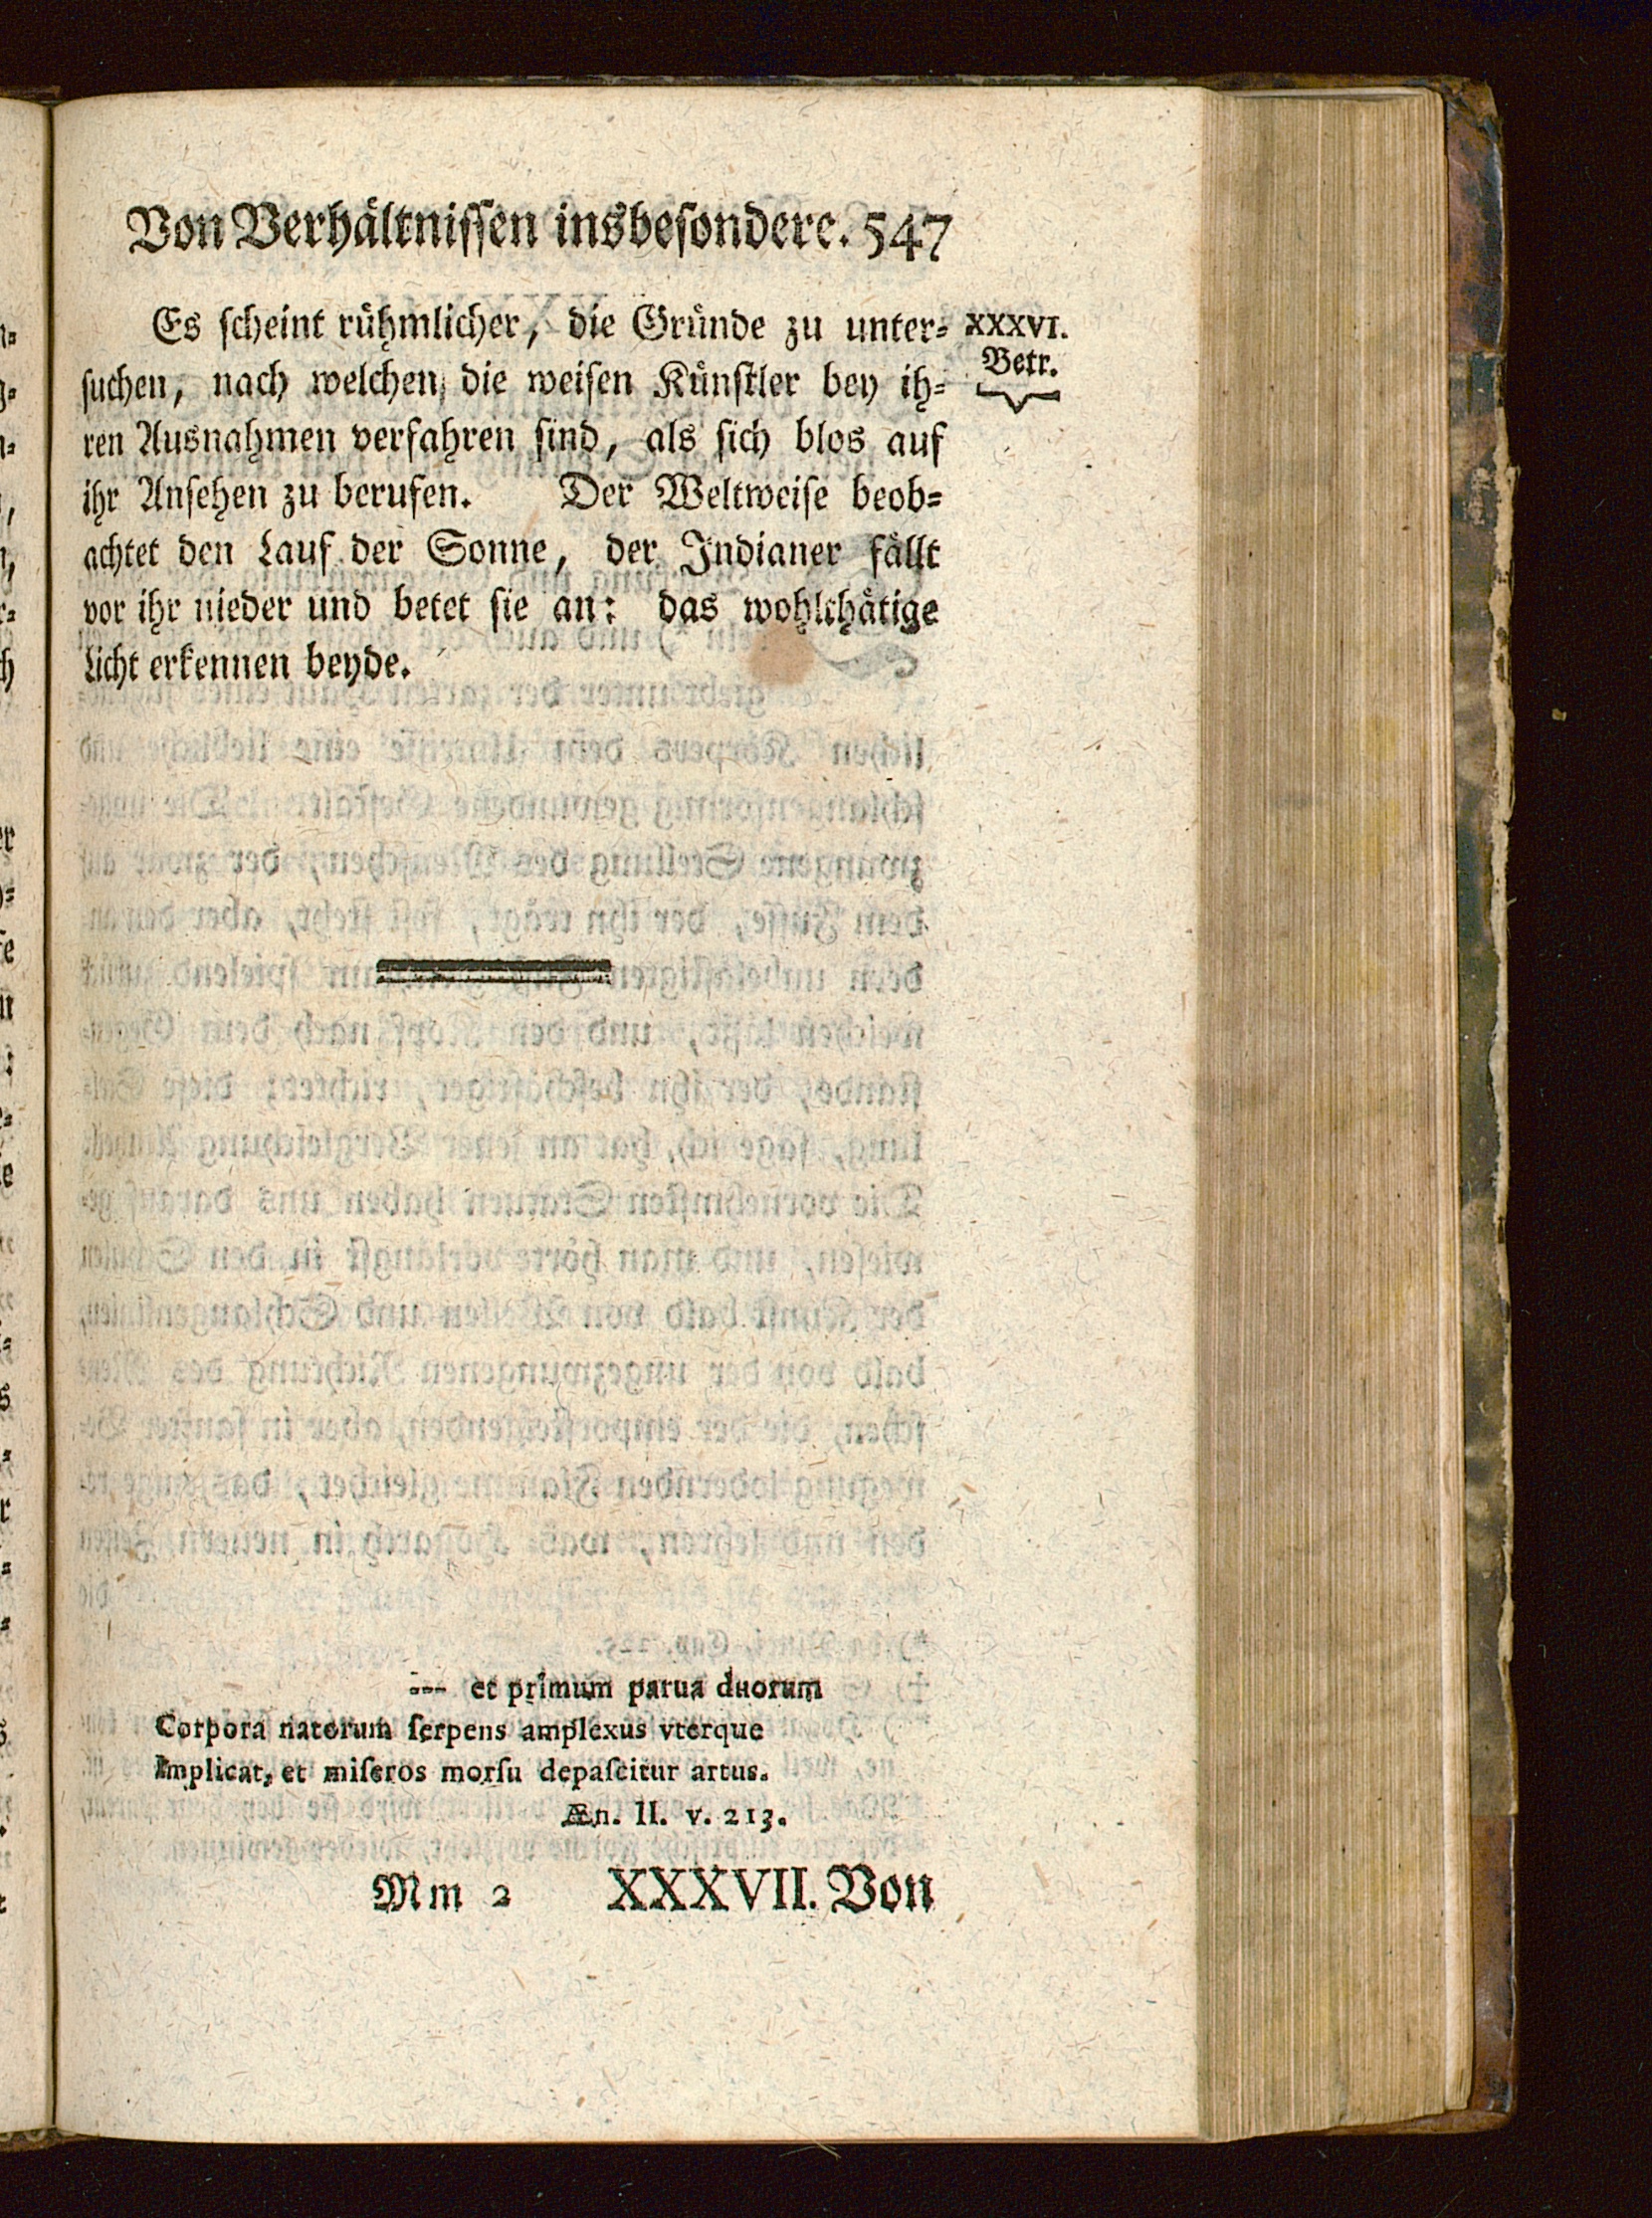 Von Verhältnissen insbesondere. 547
Es scheint rühmlicher, die Gründe zu unter-
XXXVI.
Betr.
suchen, nach welchen die weisen Künstler bey ih-
ren Ausnahmen verfahren sind, als sich blos auf
ihr Ansehen zu berufen. Der Weltweise beob-
achtet den Lauf der Sonne, der Indianer fällt
vor ihr nieder und betet sie an: das wohlthätige
Licht erkennen beyde.
--- et primum parua duorum
Corpora natorum ſerpens amplexus vterque
Implicat, et miſeros morſu depaſcitur artus.
Æn. II. v. 213.
Mm 2 XXXVII. Von